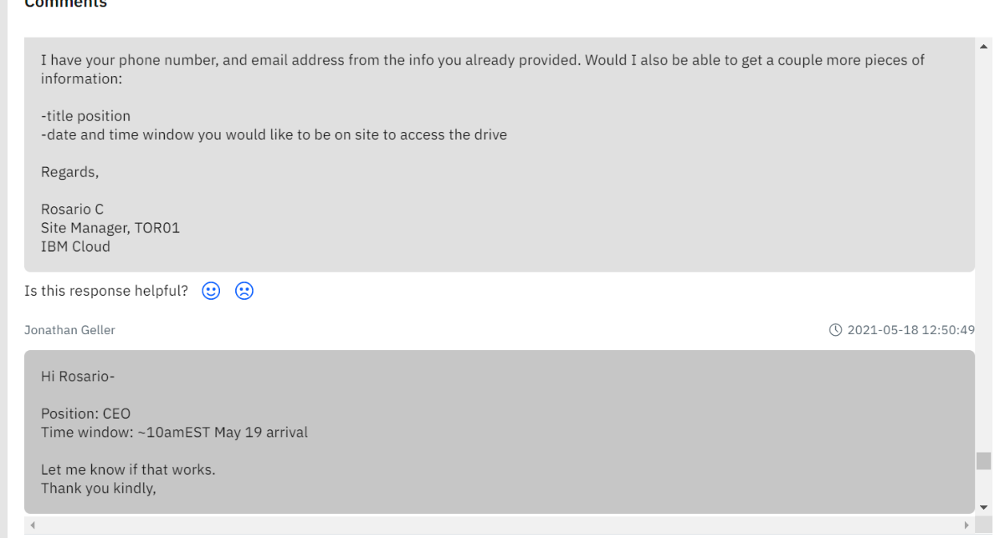 Comments
I have your phone number, and email address from the info you already provided. Would I also be able to get a couple more pieces of
information:
-title position
-date and time window you would like to be on site to access the drive
Regards,
Rosario C
Site Manager, TOR01
IBM Cloud
Is this response helpful?
Jonathan Geller
2021-05-18 12:50:49
Hi Rosario-
Position: CEO
Time window: ~10amEST May 19 arrival
Let me know if that works.
Thank you kindly,